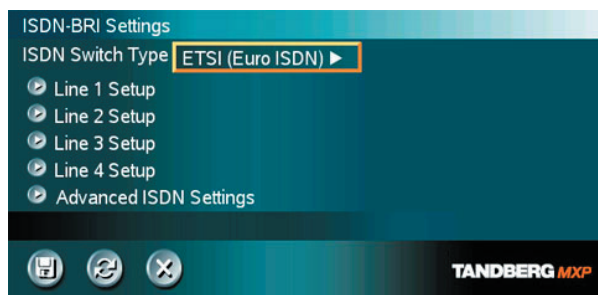 ISDN-BRI Settings
ISDN Switch Type ETSI (Euro ISDN) ►
Line 1 Setup
Line 2 Setup
Line 3 Setup
Line 4 Setup
Advanced ISDN Settings
TANDBERG MXP